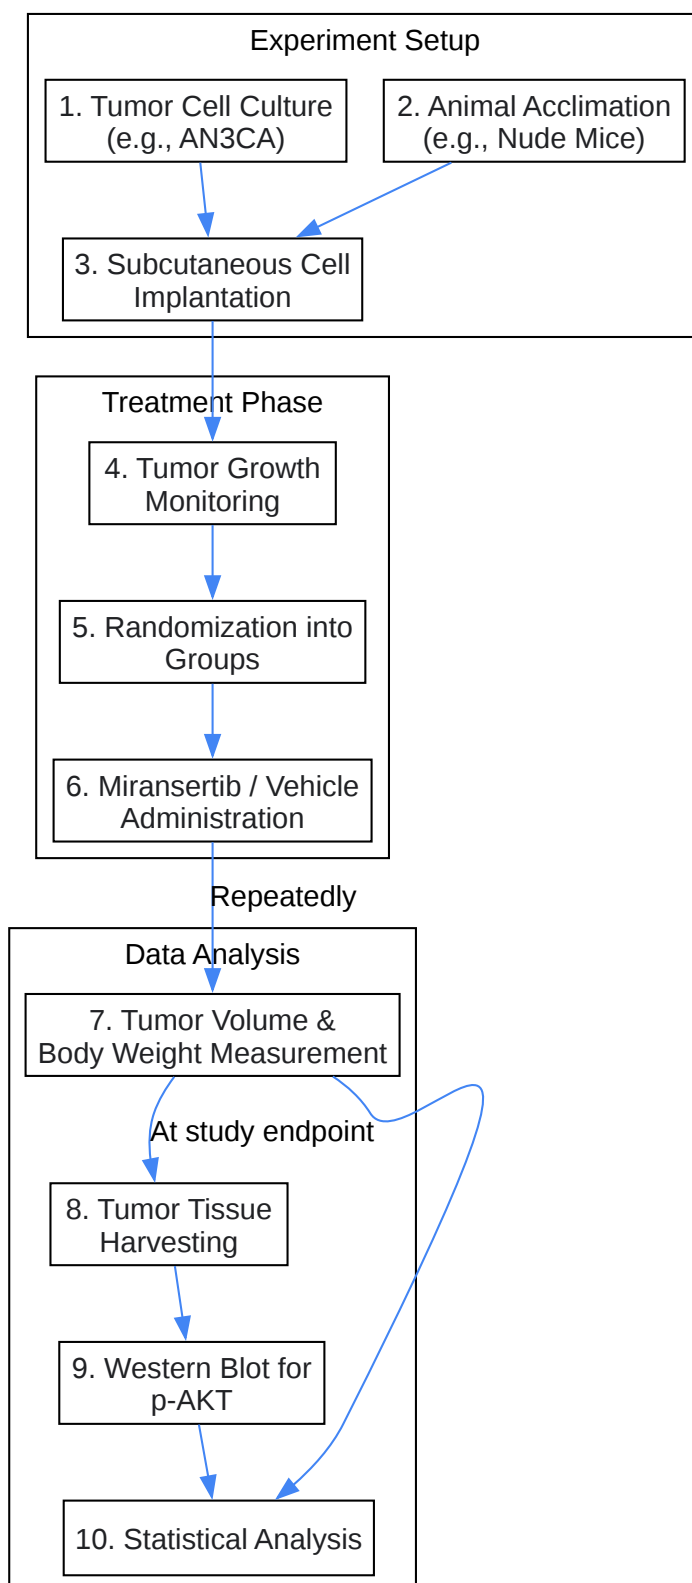 Experiment Setup
1. Tumor Cell Culture
(e.g., AN3CA)
2. Animal Acclimation
(e.g., Nude Mice)
3. Subcutaneous Cell
Implantation
Treatment Phase
4. Tumor Growth
Monitoring
5. Randomization into
Groups
6. Miransertib / Vehicle
Administration
Repeatedly
Data Analysis
7. Tumor Volume &
Body Weight Measurement
At study endpoint
8. Tumor Tissue
Harvesting
9. Western Blot for
p-AKT
10. Statistical Analysis